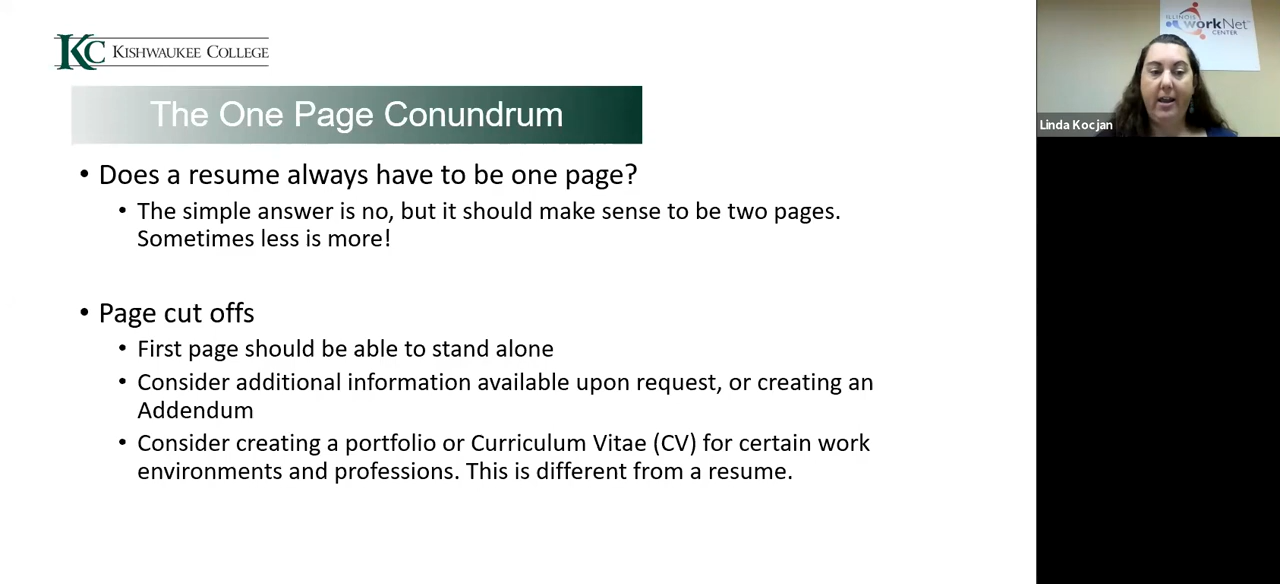 KC KISHWAUKEE COLLEGE
The One Page Conundrum
• Does a resume always have to be one page?
• The simple answer is no, but it should make sense to be two pages.
Sometimes less is more!
• Page cut offs
• First page should be able to stand alone
• Consider additional information available upon request, or creating an
Addendum
• Consider creating a portfolio or Curriculum Vitae (CV) for certain work
environments and professions. This is different from a resume.
ILLINOIS
workNet
CENTER
Linda Kocjan